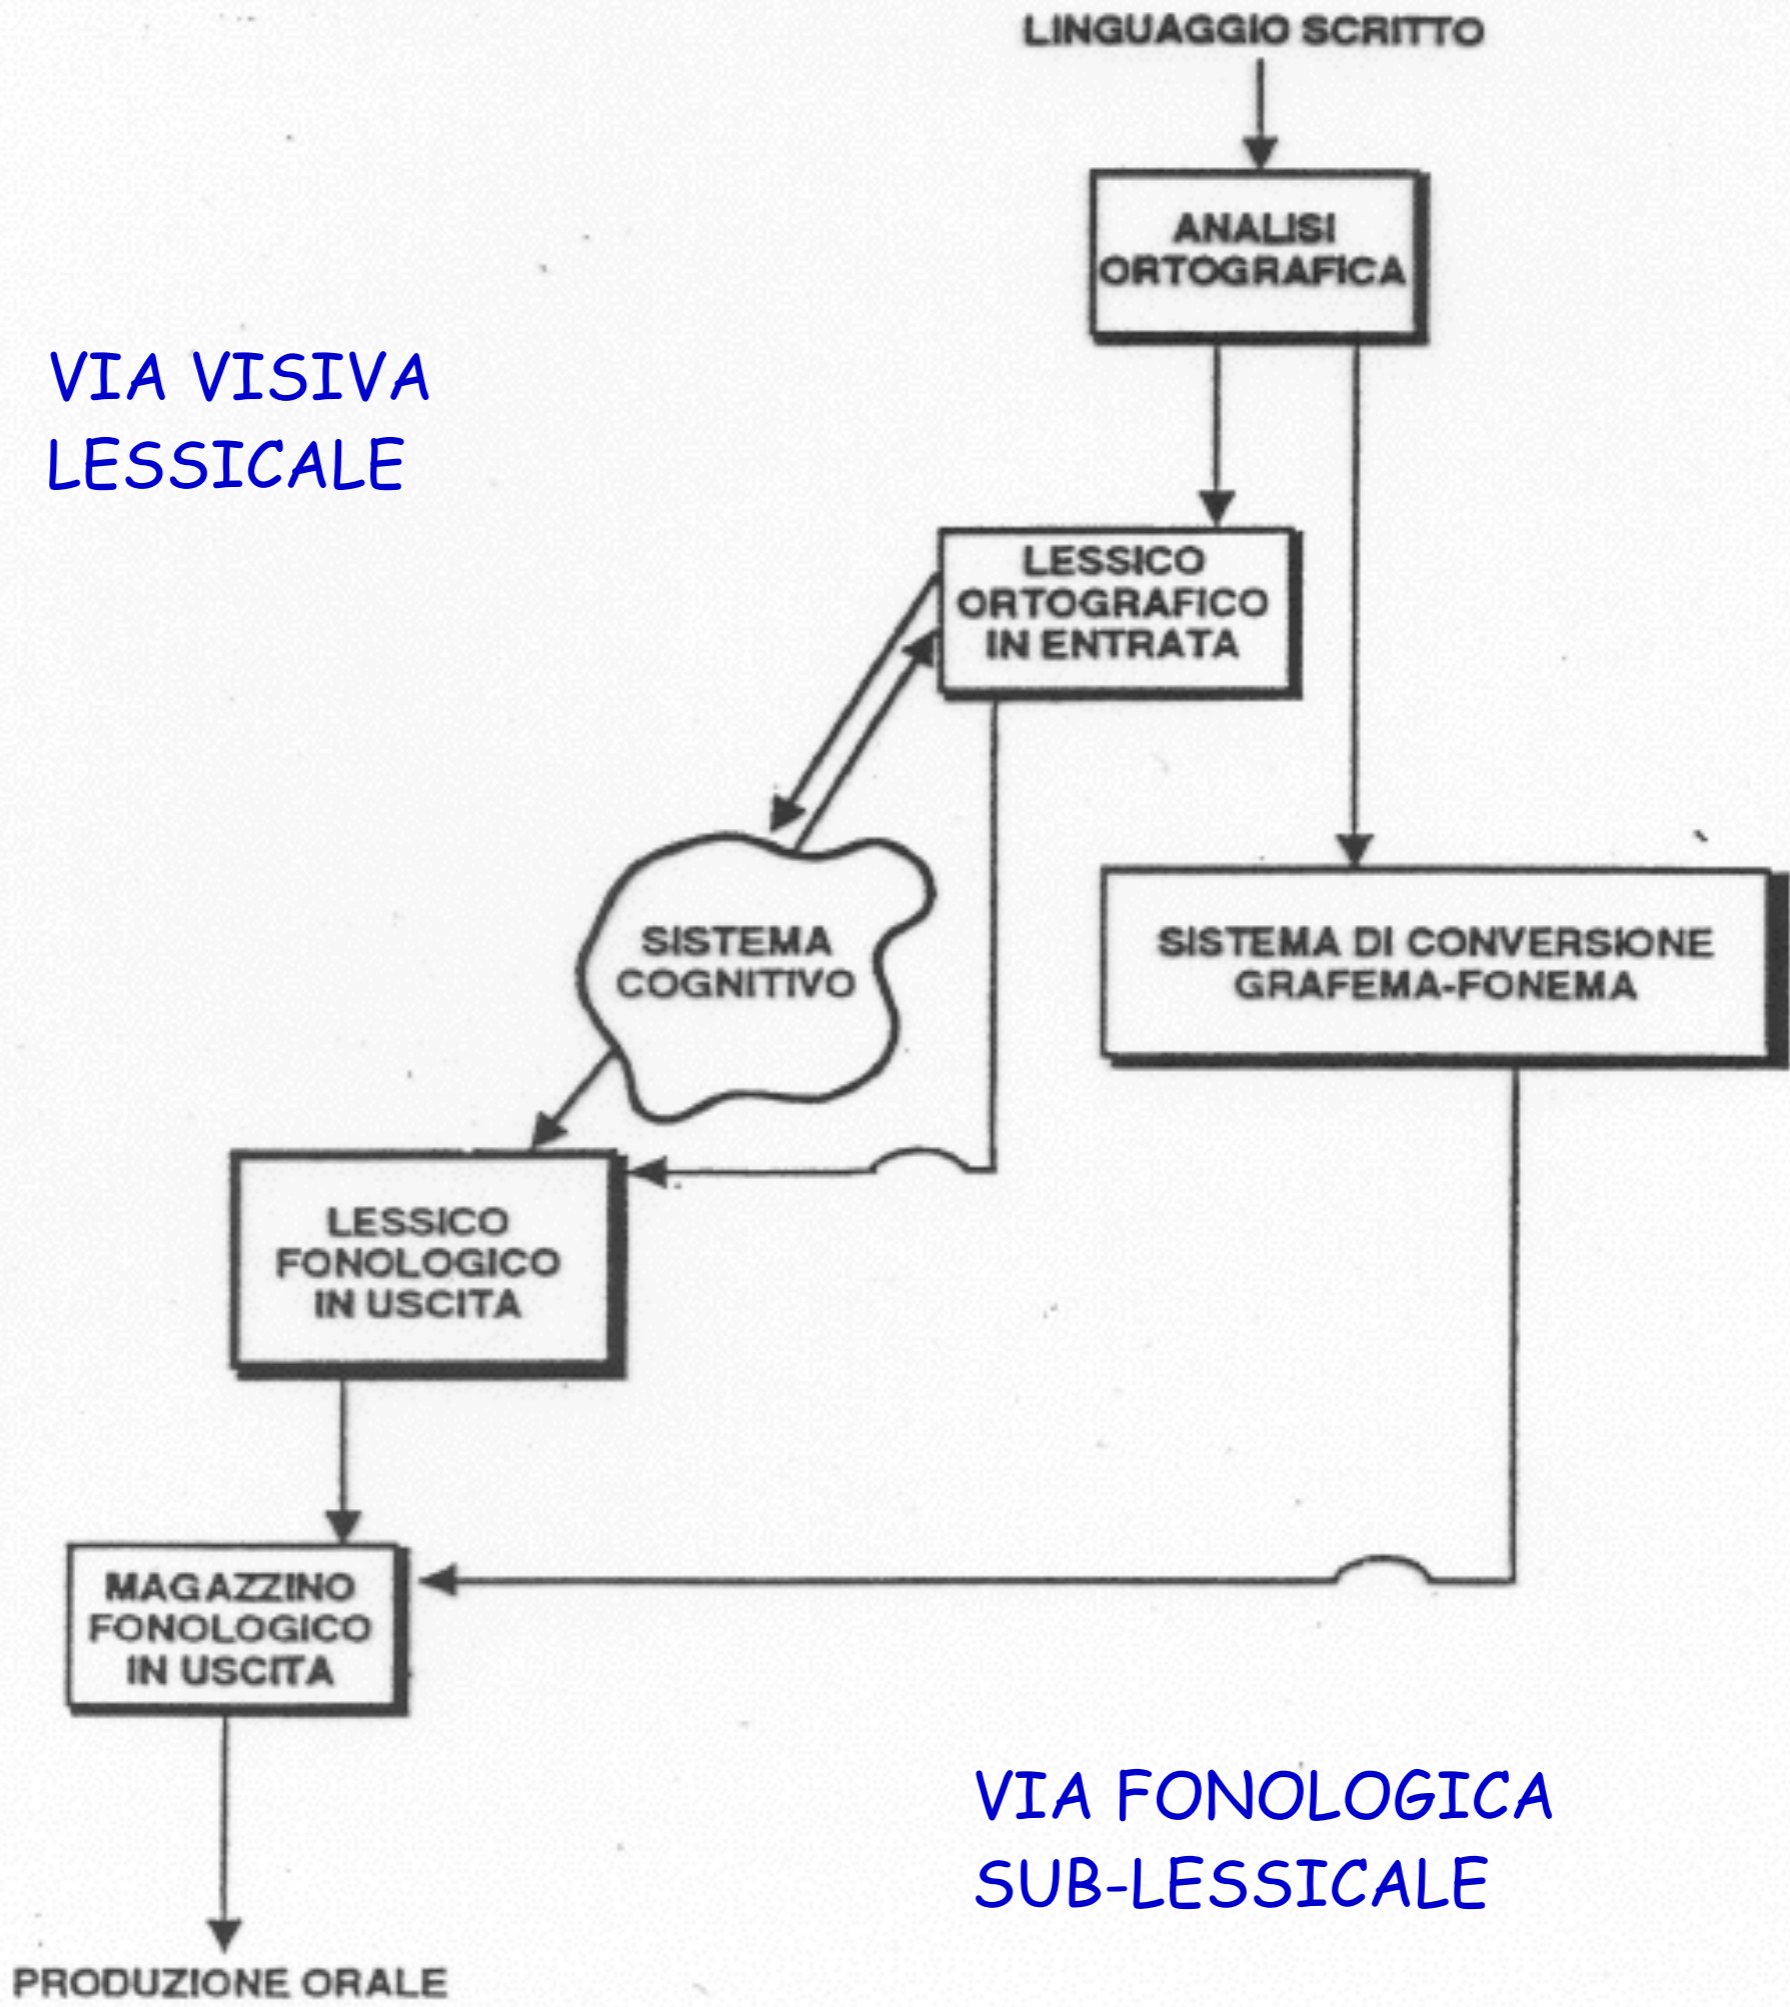 LINGUAGGIO SCRITTO
ANALISI
ORTOGRAFICA
VIA VISIVA
LESSICALE
LESSICO
ORTOGRAFICO
IN ENTRATA
SISTEMA
COGNITIVO
SISTEMA DI CONVERSIONE
GRAFEMA-FONEMA
LESSICO
FONOLOGICO
IN USCITA
MAGAZZINO
FONOLOGICO
IN USCITA
VIA FONOLOGICA
SUB-LESSICALE
PRODUZIONE ORALE